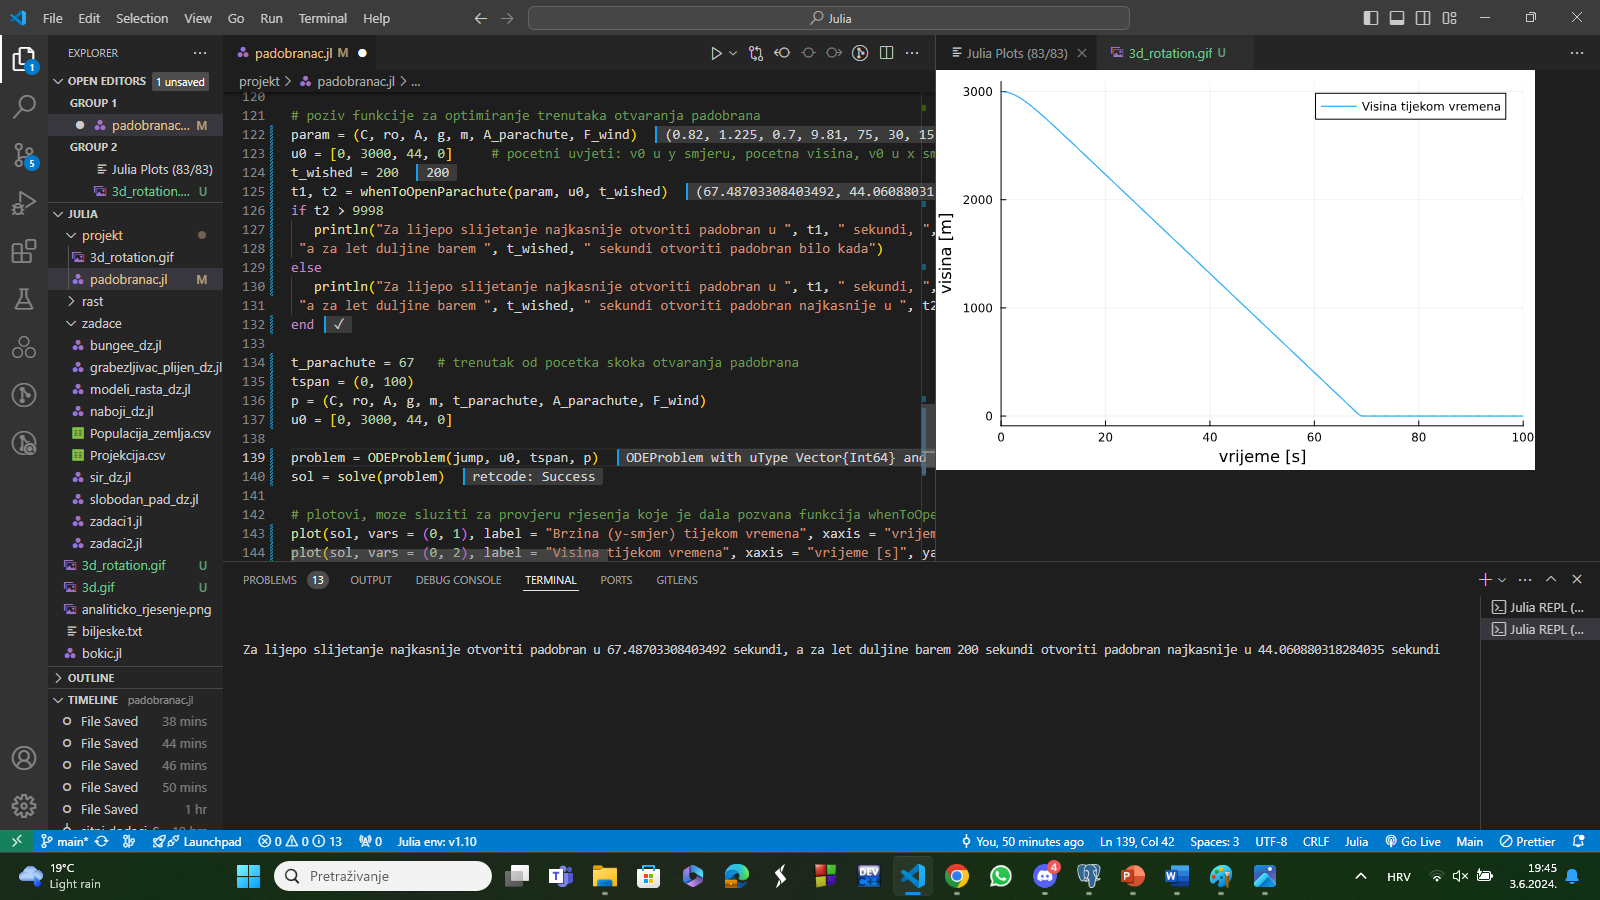 File Edit Selection View Go Run Terminal Help
Julia
EXPLORER
OPEN EDITORS 1 unsaved
GROUP 1
padobranac... M
GROUP 2
Julia Plots (83/83)
3d_rotation.... U
JULIA
projekt
3d_rotation.gif
padobranac.jl M
rast
zadace
bungee_dz.jl
grabezljivac_plijen_dz.jl
modeli_rasta_dz.jl
naboji_dz.jl
Populacija_zemlja.csv
Projekcija.csv
sir_dz.jl
slobodan_pad_dz.jl
zadaci1.jl
zadaci2.jl
3d_rotation.gif U
3d.gif U
analiticko_rjesenje.png
biljeske.txt
bokic.jl
OUTLINE
TIMELINE padobranac.jl
File Saved 38 mins
File Saved 44 mins
File Saved 46 mins
File Saved 50 mins
File Saved 1 hr
padobranac.jl M
projekt > padobranac.jl > ...
120
121 # poziv funkcije za optimiranje trenutaka otvaranja padobrana
122 param = (C, ro, A, g, m, A_parachute, F_wind) (0.82, 1.225, 0.7, 9.81, 75, 30, 15
123 u0 = [0, 3000, 44, 0] # pocetni uvjeti: v0 u y smjeru, pocetna visina, v0 u x sm
124 t_wished = 200 200
125 t1, t2 = whenToOpenParachute(param, u0, t_wished) (67.48703308403492, 44.0608803
126 if t2 > 9998
127 println("Za lijepo slijetanje najkasnije otvoriti padobran u ", t1, " sekundi, ",
128 "a za let duljine barem ", t_wished, " sekundi otvoriti padobran bilo kada")
129 else
130 println("Za lijepo slijetanje najkasnije otvoriti padobran u ", t1, " sekundi, ",
131 "a za let duljine barem ", t_wished, " sekundi otvoriti padobran najkasnije u ", t2
132 end ✓
133
134 t_parachute = 67 # trenutak od pocetka skoka otvaranja padobrana
135 tspan = (0, 100)
136 p = (C, ro, A, g, m, t_parachute, A_parachute, F_wind)
137 u0 = [0, 3000, 44, 0]
138
139 problem = ODEProblem(jump, u0, tspan, p) ODEProblem with uType Vector{Int64} and
140 sol = solve(problem) retcode: Success
141
142 # plotovi, moze sluziti za provjeru rjesenja koje je dala pozvana funkcija whenToOpe
143 plot(sol, vars = (0, 1), label = "Brzina (y-smjer) tijekom vremena", xaxis = "vrijem
144 plot(sol, vars = (0, 2), label = "Visina tijekom vremena", xaxis = "vrijeme [s]", ya
Julia Plots (83/83)
3d_rotation.gif U
Visina tijekom vremena
3000
2000
1000
0
visina [m]
0 20 40 60 80 100
vrijeme [s]
PROBLEMS 13 OUTPUT DEBUG CONSOLE TERMINAL PORTS GITLENS
Julia REPL (...
Julia REPL (...
Za lijepo slijetanje najkasnije otvoriti padobran u 67.48703308403492 sekundi, a za let duljine barem 200 sekundi otvoriti padobran najkasnije u 44.060880318284035 sekundi
main* Launchpad 0 0 13 0 Julia env: v1.10
You, 50 minutes ago Ln 139, Col 42 Spaces: 3 UTF-8 CRLF Julia Go Live Main Prettier
19°C
Light rain
Pretraživanje
DEV
4
HRV
19:45
3.6.2024.